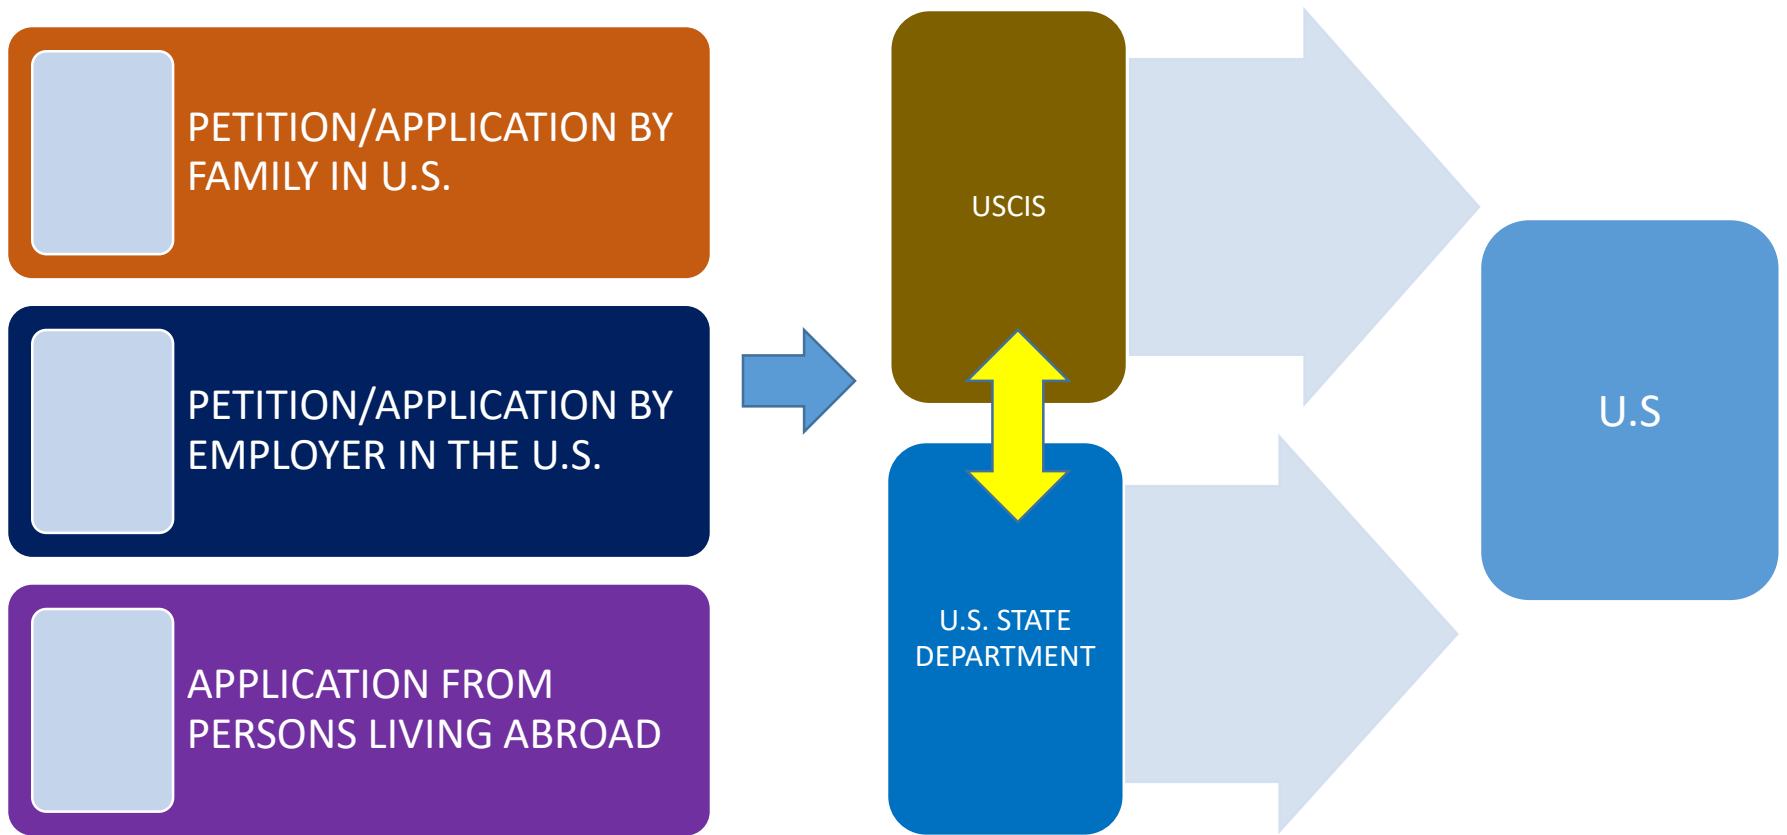 PETITION/APPLICATION BY
FAMILY IN U.S.
PETITION/APPLICATION BY
EMPLOYER IN THE U.S.
APPLICATION FROM
PERSONS LIVING ABROAD
USCIS
U.S. STATE
DEPARTMENT
U.S